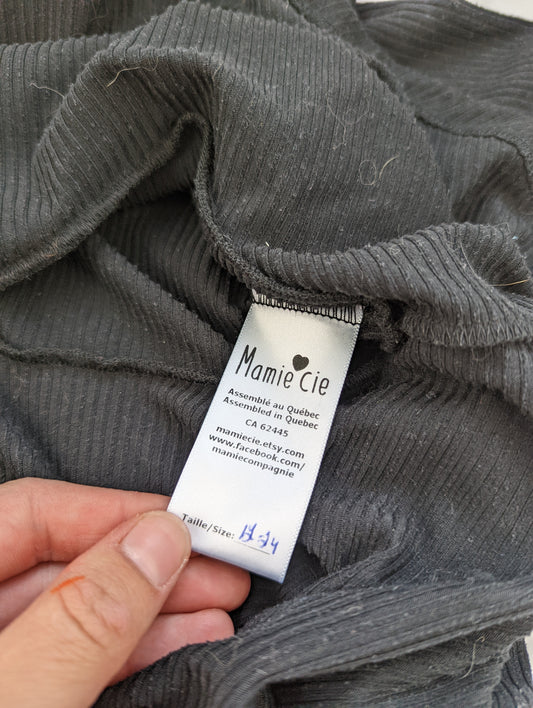 Mamie Cie
Assemblé au Québec
Assembled in Quebec
CA 62445
mamiecie.etsy.com
www.facebook.com/
mamiecompagnie
Taille/Size: